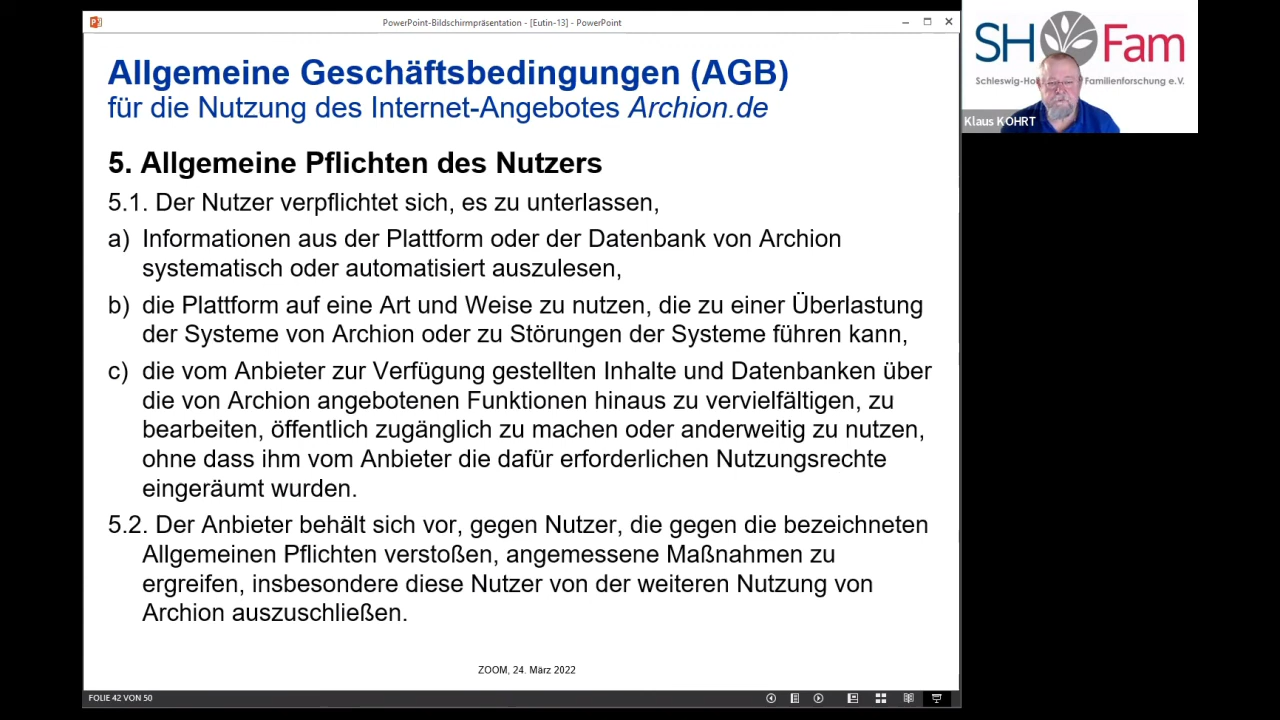 PowerPoint-Bildschirmpräsentation - [Eutin-13] - PowerPoint
Allgemeine Geschäftsbedingungen (AGB)
für die Nutzung des Internet-Angebotes Archion.de
5. Allgemeine Pflichten des Nutzers
5.1. Der Nutzer verpflichtet sich, es zu unterlassen,
a) Informationen aus der Plattform oder der Datenbank von Archion
systematisch oder automatisiert auszulesen,
b) die Plattform auf eine Art und Weise zu nutzen, die zu einer Überlastung
der Systeme von Archion oder zu Störungen der Systeme führen kann,
c) die vom Anbieter zur Verfügung gestellten Inhalte und Datenbanken über
die von Archion angebotenen Funktionen hinaus zu vervielfältigen, zu
bearbeiten, öffentlich zugänglich zu machen oder anderweitig zu nutzen,
ohne dass ihm vom Anbieter die dafür erforderlichen Nutzungsrechte
eingeräumt wurden.
5.2. Der Anbieter behält sich vor, gegen Nutzer, die gegen die bezeichneten
Allgemeinen Pflichten verstoßen, angemessene Maßnahmen zu
ergreifen, insbesondere diese Nutzer von der weiteren Nutzung von
Archion auszuschließen.
ZOOM, 24. März 2022
FOLIE 42 VON 50
SH Fam
Schleswig-Ho Familienforschung e.V.
Klaus KOHRT